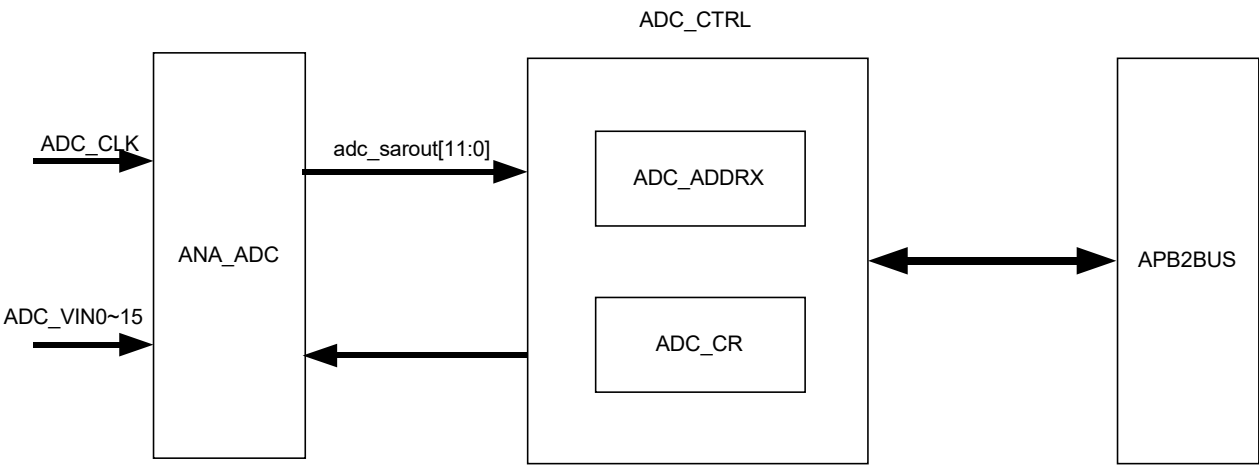 ADC_CTRL
ADC_CLK
adc_sarout[11:0]
ADC_ADDRX
ANA_ADC
APB2BUS
ADC_VIN0~15
ADC_CR